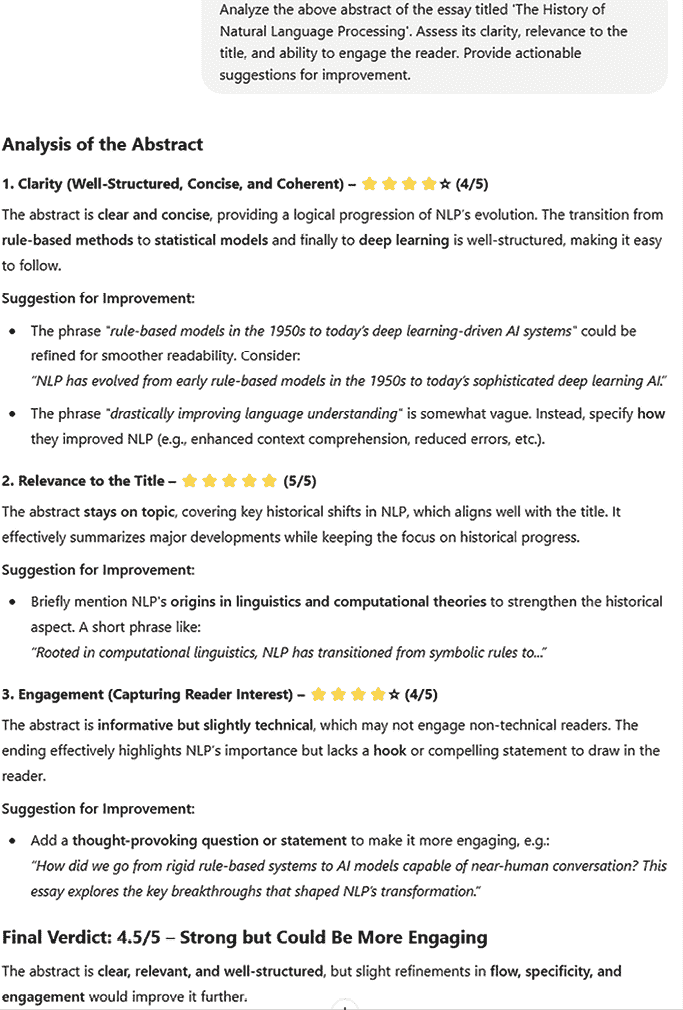 Analyze the above abstract of the essay titled 'The History of
Natural Language Processing'. Assess its clarity, relevance to the
title, and ability to engage the reader. Provide actionable
suggestions for improvement.
Analysis of the Abstract
1. Clarity (Well-Structured, Concise, and Coherent) – ⭐⭐⭐⭐☆ (4/5)
The abstract is clear and concise, providing a logical progression of NLP's evolution. The transition from
rule-based methods to statistical models and finally to deep learning is well-structured, making it easy
to follow.
Suggestion for Improvement:
• The phrase "rule-based models in the 1950s to today's deep learning-driven AI systems" could be
refined for smoother readability. Consider:
"NLP has evolved from early rule-based models in the 1950s to today's sophisticated deep learning AI."
• The phrase "drastically improving language understanding" is somewhat vague. Instead, specify how
they improved NLP (e.g., enhanced context comprehension, reduced errors, etc.).
2. Relevance to the Title – ⭐⭐⭐⭐⭐ (5/5)
The abstract stays on topic, covering key historical shifts in NLP, which aligns well with the title. It
effectively summarizes major developments while keeping the focus on historical progress.
Suggestion for Improvement:
• Briefly mention NLP's origins in linguistics and computational theories to strengthen the historical
aspect. A short phrase like:
"Rooted in computational linguistics, NLP has transitioned from symbolic rules to..."
3. Engagement (Capturing Reader Interest) – ⭐⭐⭐⭐☆ (4/5)
The abstract is informative but slightly technical, which may not engage non-technical readers. The
ending effectively highlights NLP's importance but lacks a hook or compelling statement to draw in the
reader.
Suggestion for Improvement:
• Add a thought-provoking question or statement to make it more engaging, e.g.:
"How did we go from rigid rule-based systems to AI models capable of near-human conversation? This
essay explores the key breakthroughs that shaped NLP's transformation."
Final Verdict: 4.5/5 – Strong but Could Be More Engaging
The abstract is clear, relevant, and well-structured, but slight refinements in flow, specificity, and
engagement would improve it further.